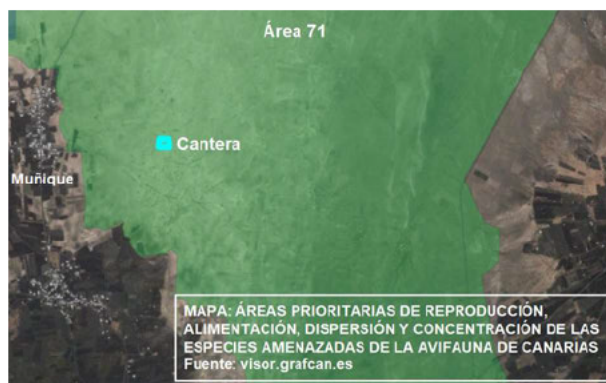 Área 71
Cantera
Muñique
MAPA: ÁREAS PRIORITARIAS DE REPRODUCCIÓN,
ALIMENTACIÓN, DISPERSIÓN Y CONCENTRACIÓN DE LAS
ESPECIES AMENAZADAS DE LA AVIFAUNA DE CANARIAS
Fuente: visor.grafcan.es